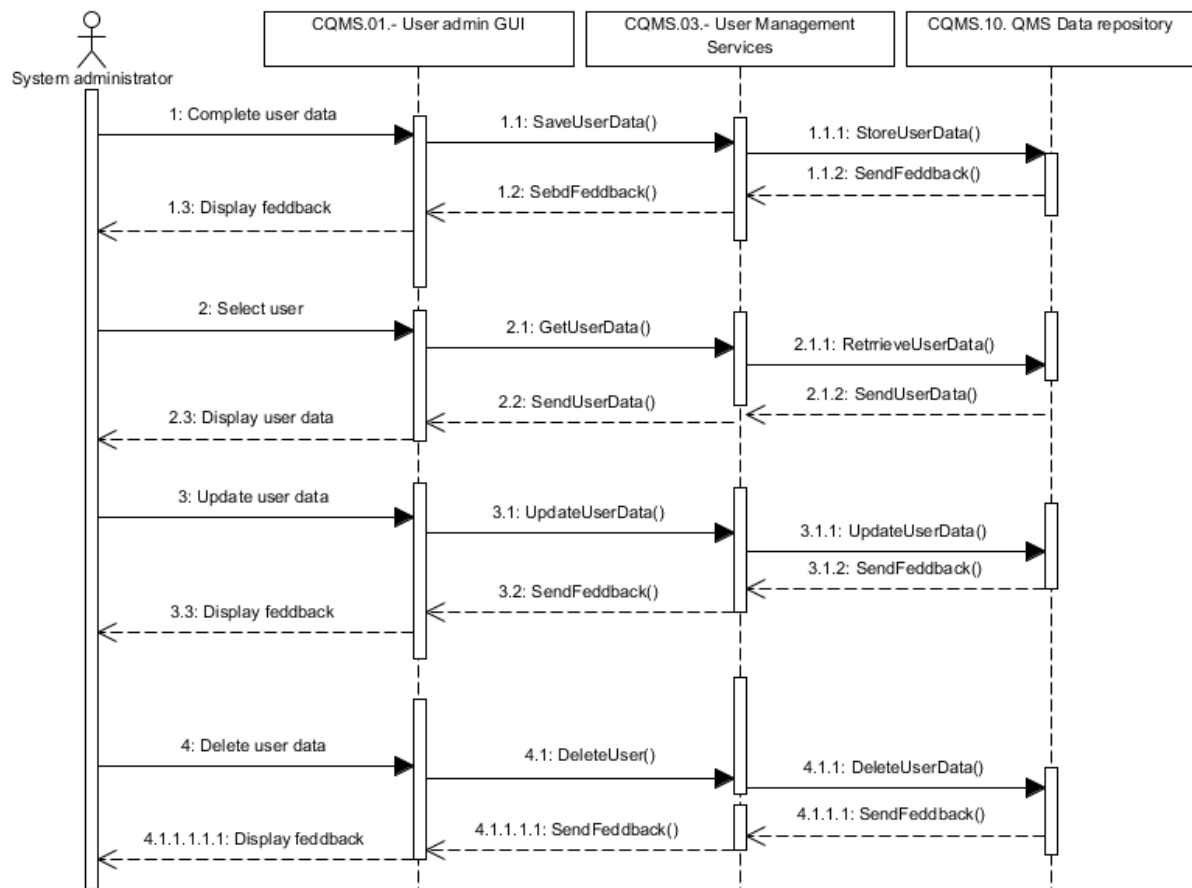 CQMS.01.- User admin GUI
CQMS.03.- User Management
Services
CQMS.10. QMS Data repository
System administrator
1: Complete user data
1.1: SaveUserData()
1.1.1: StoreUserData()
1.1.2: SendFeddback()
1.2: SebdFeddback()
1.3: Display feddback
2: Select user
2.1: GetUserData()
2.1.1: RetrrieveUserData()
2.1.2: SendUserData()
2.2: SendUserData()
2.3: Display user data
3: Update user data
3.1: UpdateUserData()
3.1.1: UpdateUserData()
3.1.2: SendFeddback()
3.2: SendFeddback()
3.3: Display feddback
4: Delete user data
4.1: DeleteUser()
4.1.1: DeleteUserData()
4.1.1.1: SendFeddback()
4.1.1.1.1: SendFeddback()
4.1.1.1.1.1: Display feddback